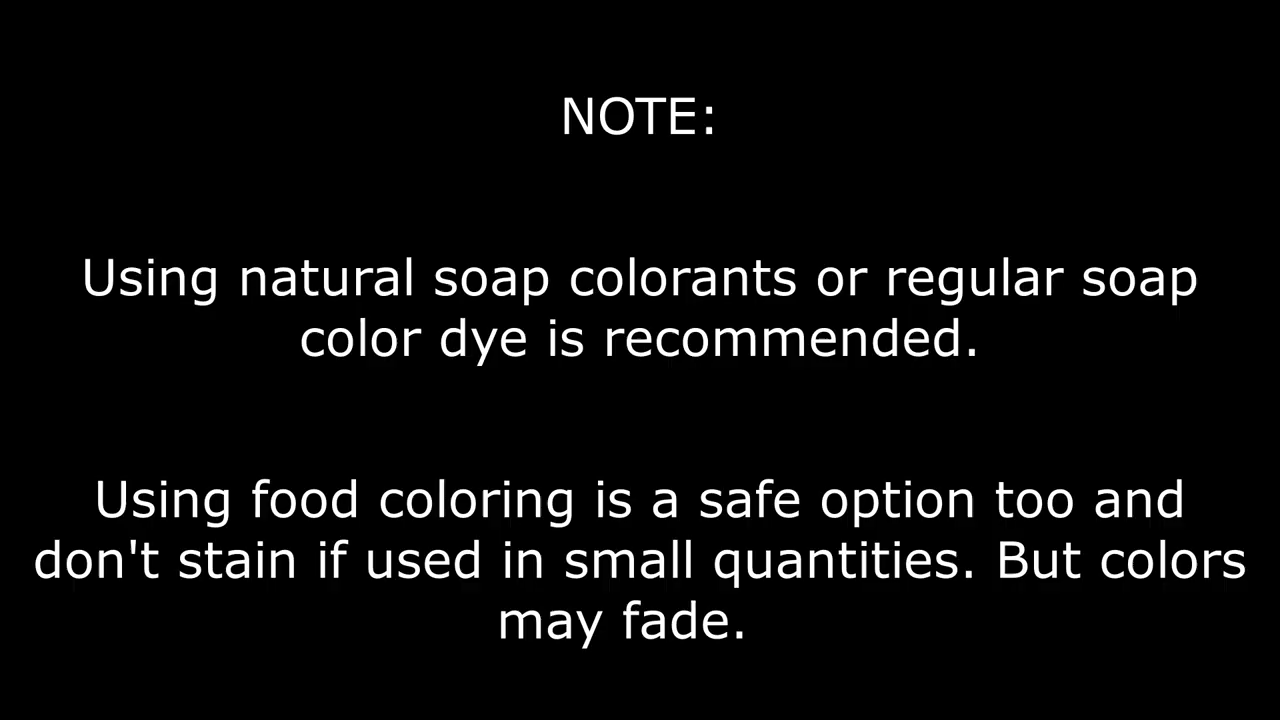 NOTE:
Using natural soap colorants or regular soap
color dye is recommended.
Using food coloring is a safe option too and
don't stain if used in small quantities. But colors
may fade.